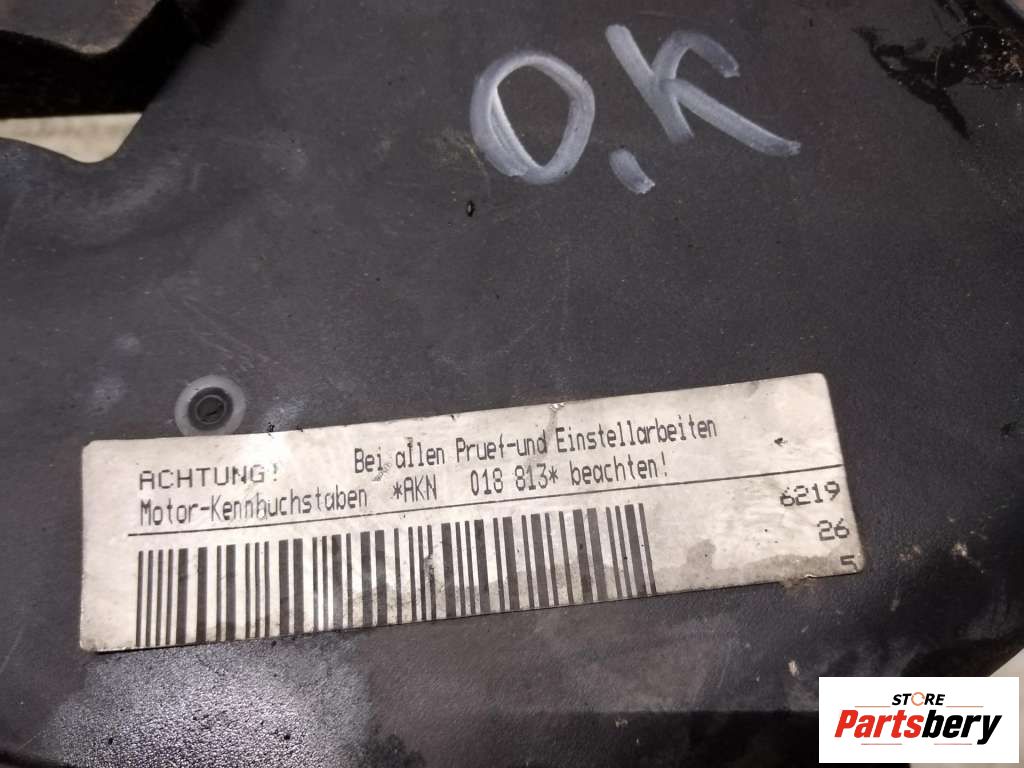 O.K
ACHTUNG! Bei allen Pruef-und Einstellarbeiten
Motor-Kennbuchstaben *AKN 018 813* beachten!
6219
26
5
STORE
Partsbery